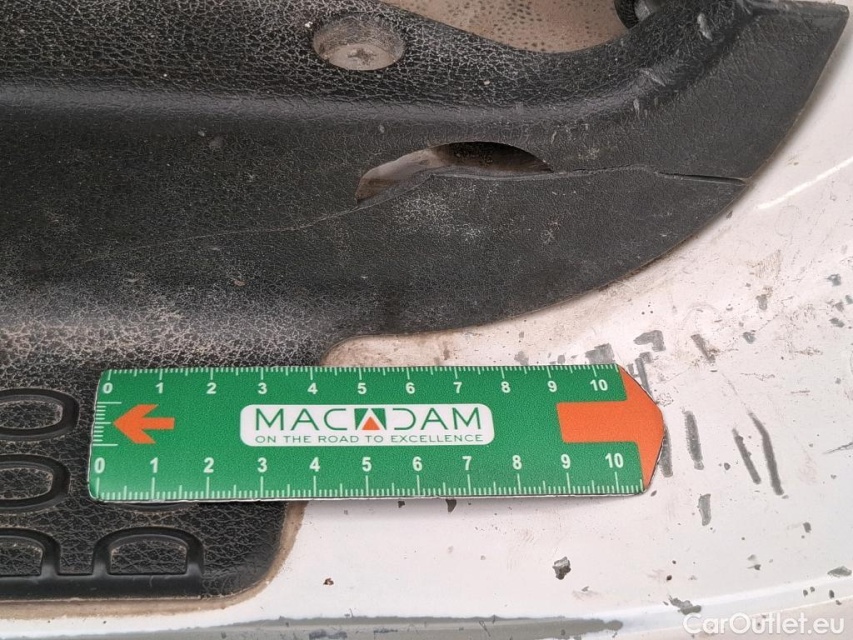 0 1 2 3 4 5 6 7 8 9 10
MACADAM
ON THE ROAD TO EXCELLENCE
0 1 2 3 4 5 6 7 8 9 10
CarOutlet.eu